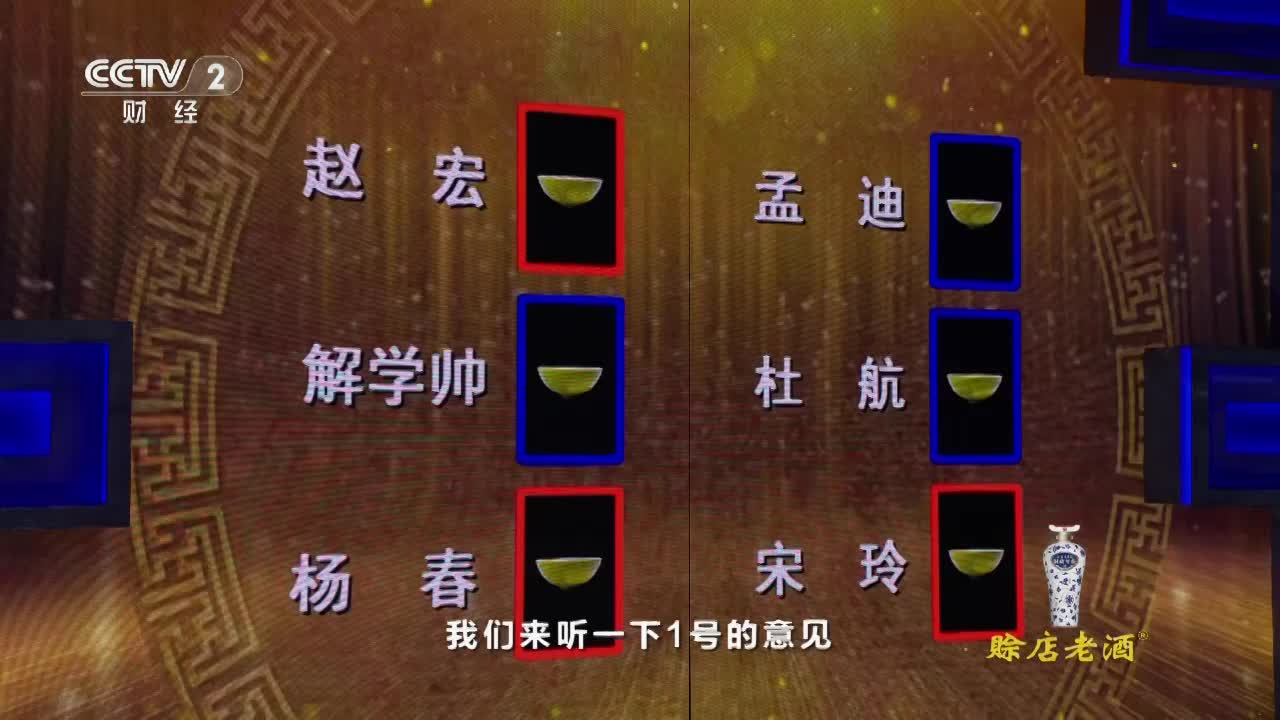 CCTV 2
财 经
赵 宏
孟 迪
解学帅
杜 航
杨 春
宋 玲
我们来听一下1号的意见
赊店老酒®